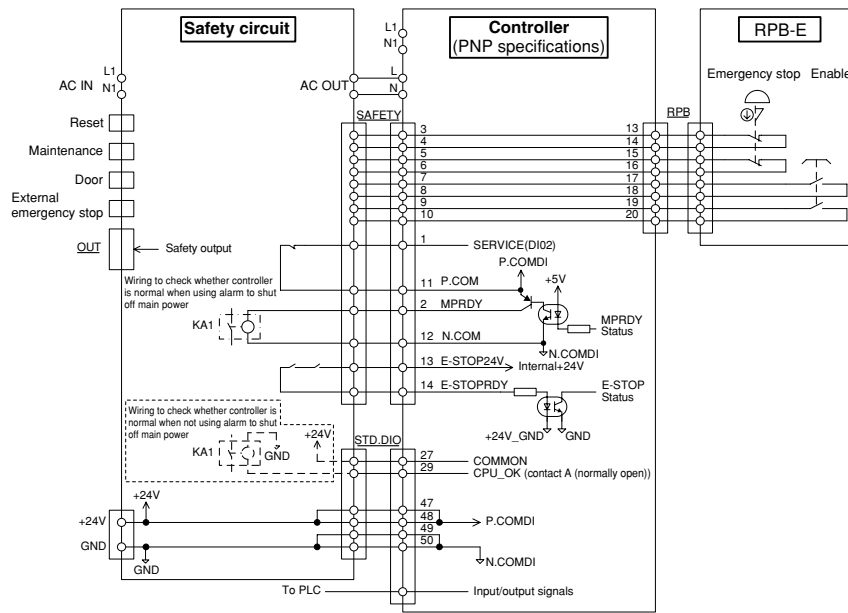 Safety circuit
Controller
(PNP specifications)
RPB-E
L1
N1
L1
AC IN N1
AC OUT
L
N
Emergency stop Enable
Reset
Maintenance
Door
External
emergency stop
OUT
Safety output
SAFETY
RPB
3
4
5
6
7
8
9
10
13
14
15
16
17
18
19
20
1
SERVICE(DI02)
P.COMDI
11 P.COM
+5V
2 MPRDY
MPRDY
Status
12 N.COM
N.COMDI
13 E-STOP24V
Internal+24V
14 E-STOPRDY
E-STOP
Status
+24V_GND GND
Wiring to check whether controller
is normal when using alarm to shut
off main power
KA1
Wiring to check whether controller is
normal when not using alarm to shut
off main power
KA1
GND
+24V
STD.DIO
27
COMMON
29
CPU_OK (contact A (normally open))
+24V
+24V
GND
GND
47
48
P.COMDI
49
50
N.COMDI
To PLC
Input/output signals